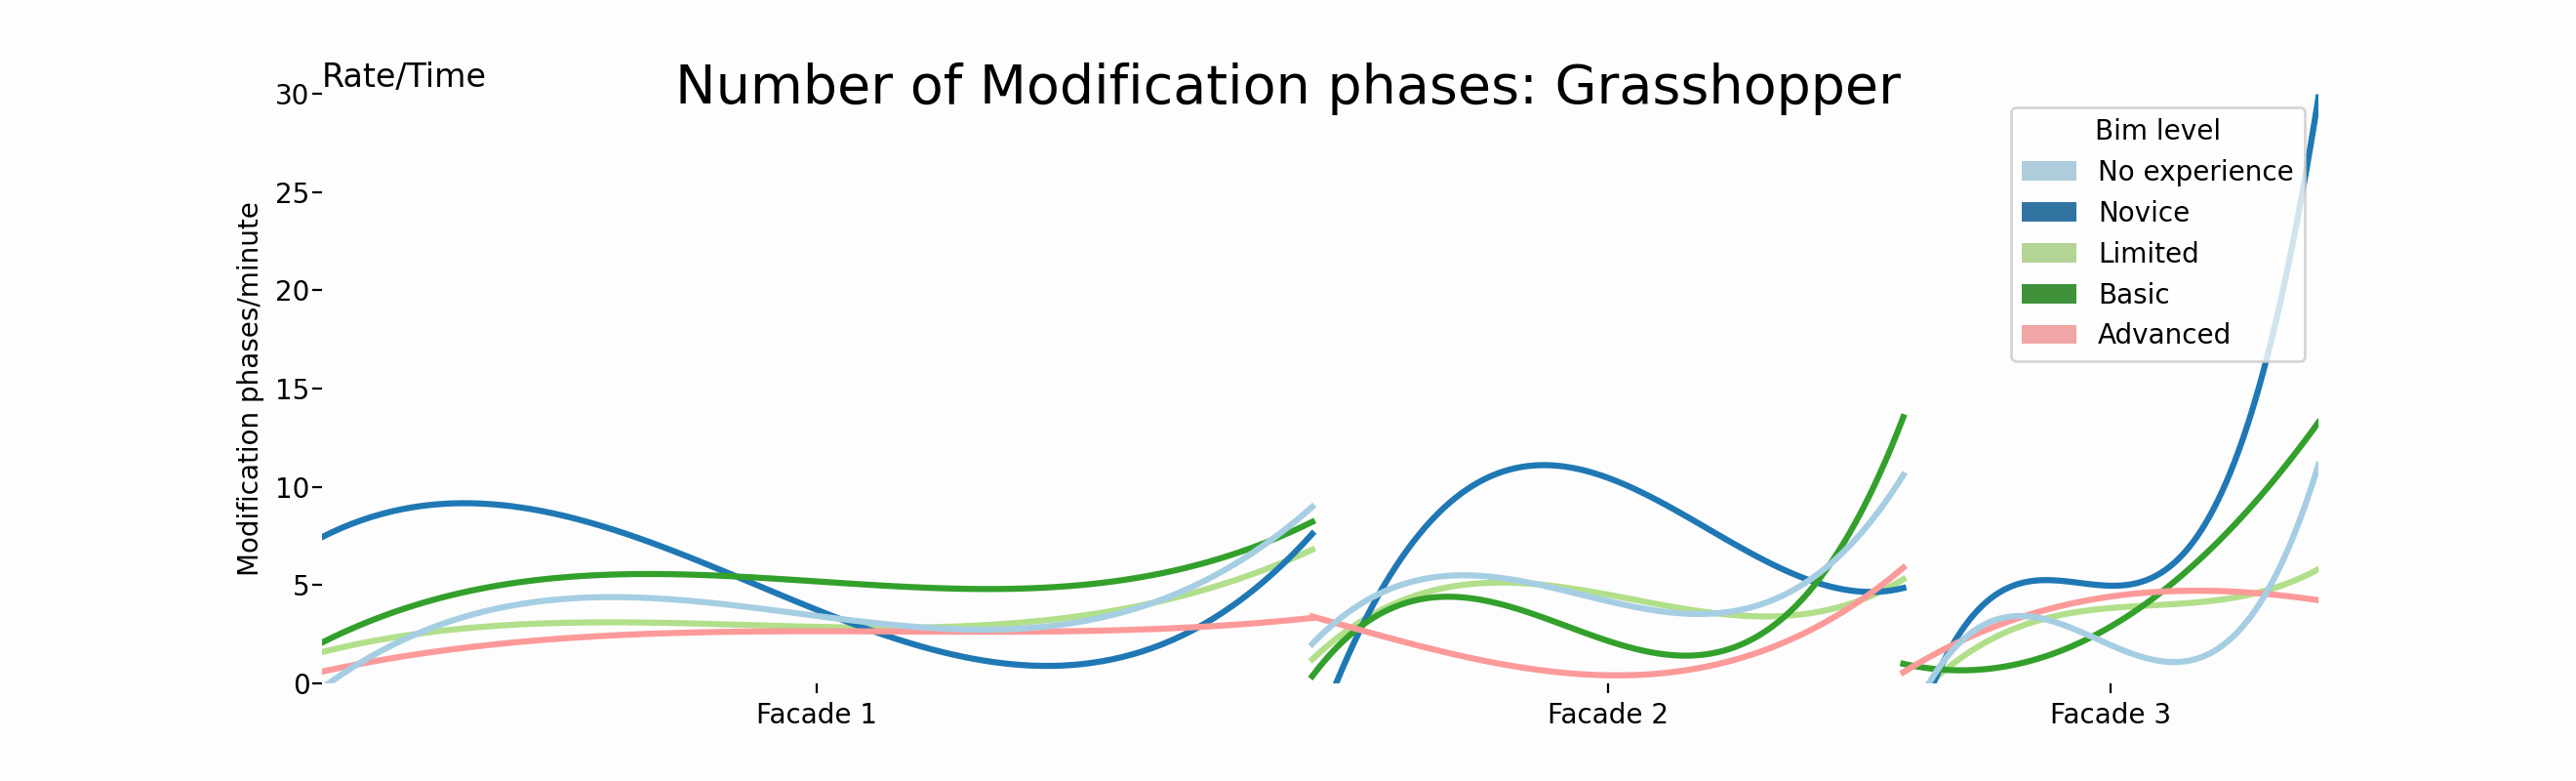 Rate/Time
Number of Modification phases: Grasshopper
Modification phases/minute
30
25
20
15
10
5
0
Facade 1
Facade 2
Facade 3
Bim level
No experience
Novice
Limited
Basic
Advanced